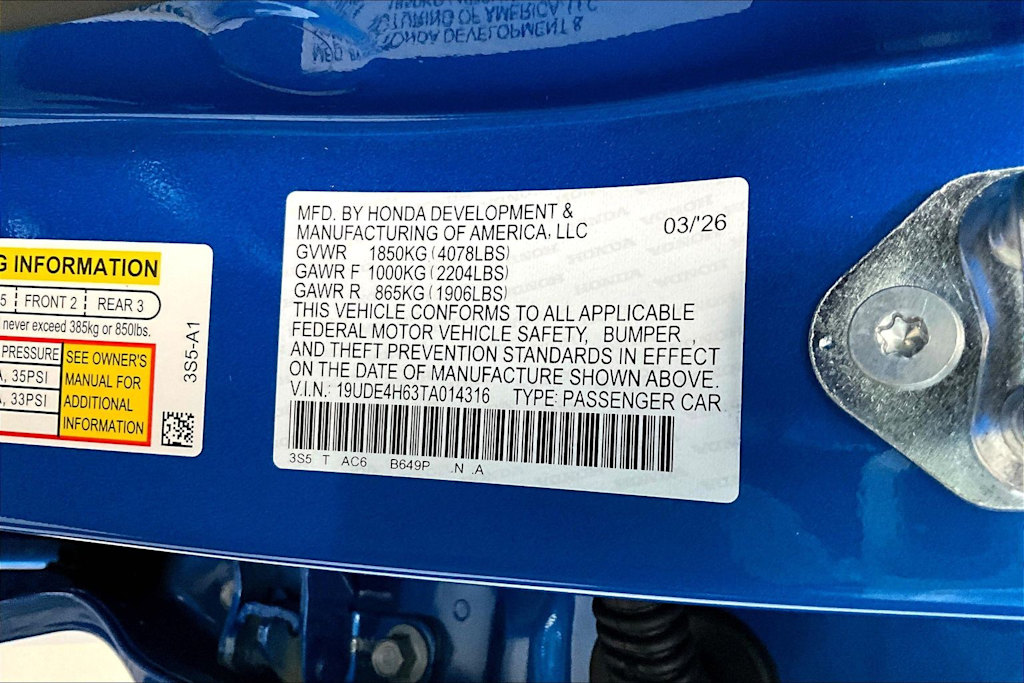 MFD. BY HONDA DEVELOPMENT &
MANUFACTURING OF AMERICA, LLC
03/'26
GVWR 1850KG (4078LBS)
GAWR F 1000KG (2204LBS)
GAWR R 865KG (1906LBS)
THIS VEHICLE CONFORMS TO ALL APPLICABLE
FEDERAL MOTOR VEHICLE SAFETY, BUMPER ,
AND THEFT PREVENTION STANDARDS IN EFFECT
ON THE DATE OF MANUFACTURE SHOWN ABOVE.
V.I.N.: 19UDE4H63TA014316 TYPE: PASSENGER CAR
3S5 T AC6 B649P .N .A
INFORMATION
5 FRONT 2 REAR 3
never exceed 385kg or 850lbs.
PRESSURE
35PSI
33PSI
SEE OWNER'S
MANUAL FOR
ADDITIONAL
INFORMATION
3S5-A1